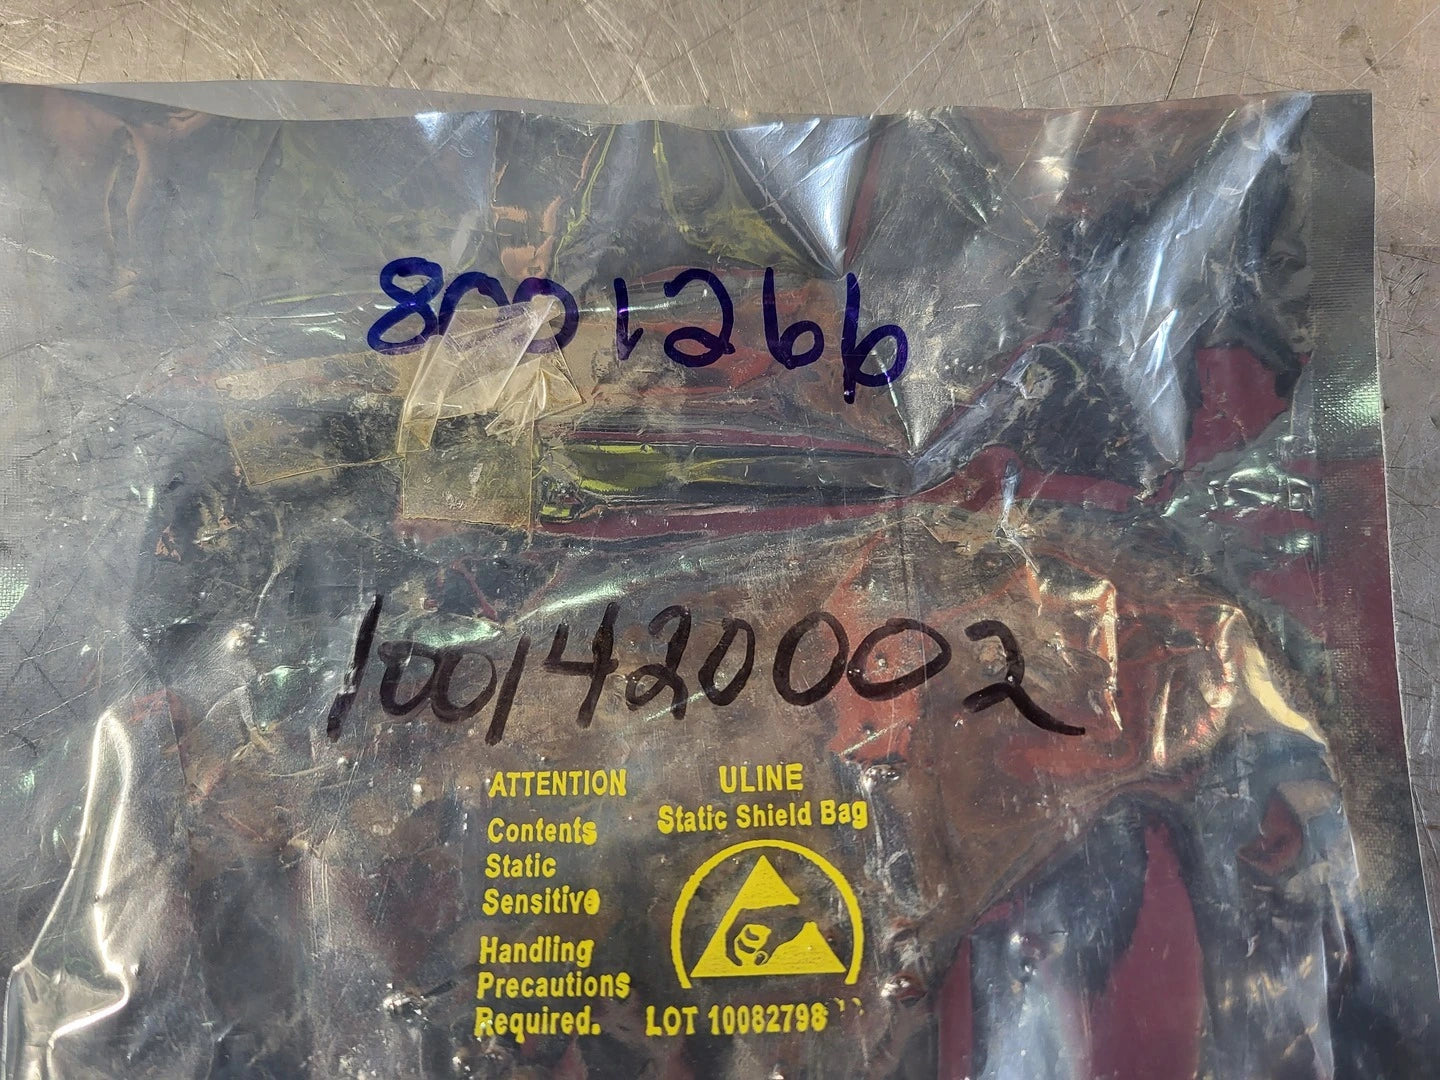 8001266
1001420002
ATTENTION
Contents
Static
Sensitive
Handling
Precautions
Required.
ULINE
Static Shield Bag
LOT 10082798